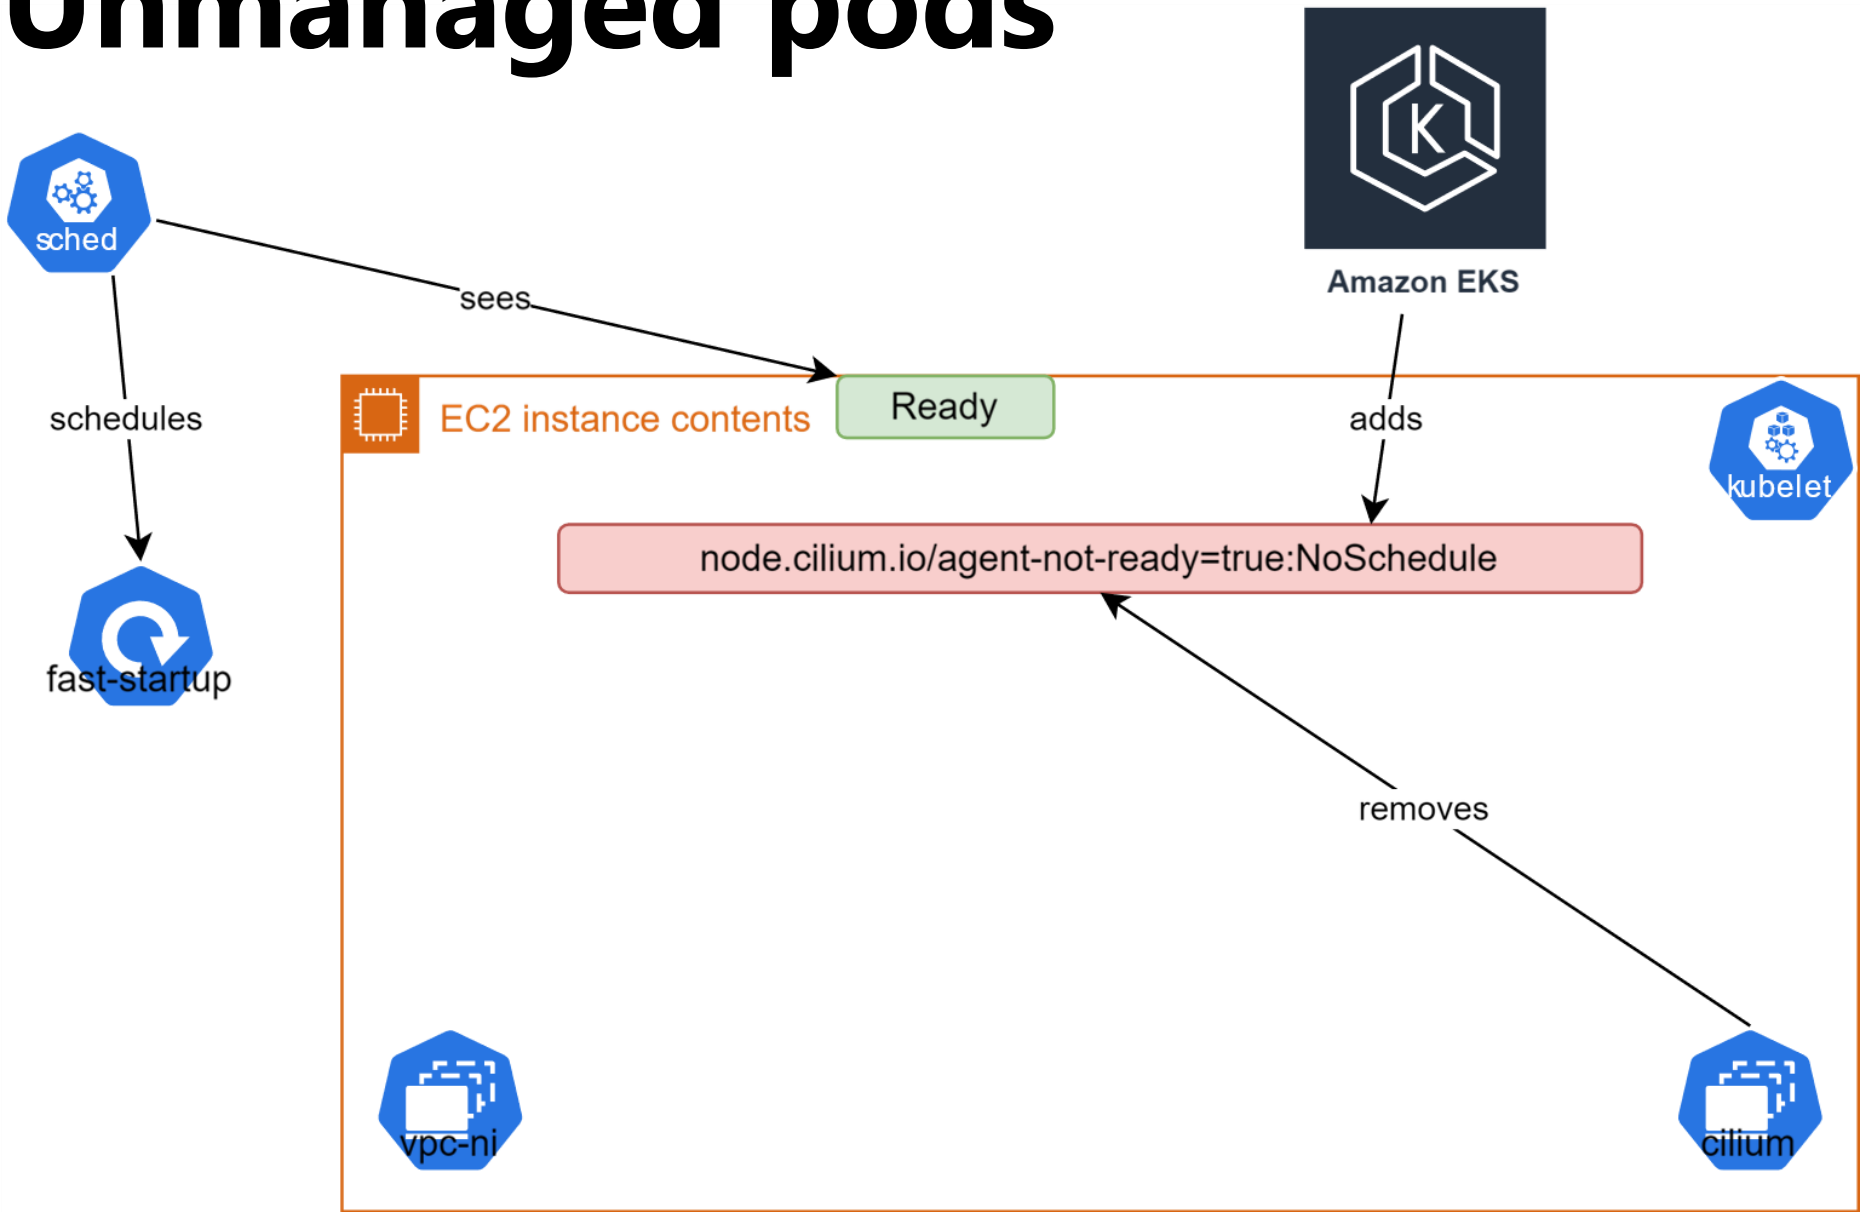 Unmanaged pods
K
sched
Amazon EKS
sees
schedules
EC2 instance contents
Ready
adds
kubelet
node.cilium.io/agent-not-ready=true:NoSchedule
fast-startup
removes
vpc-ni
cilium